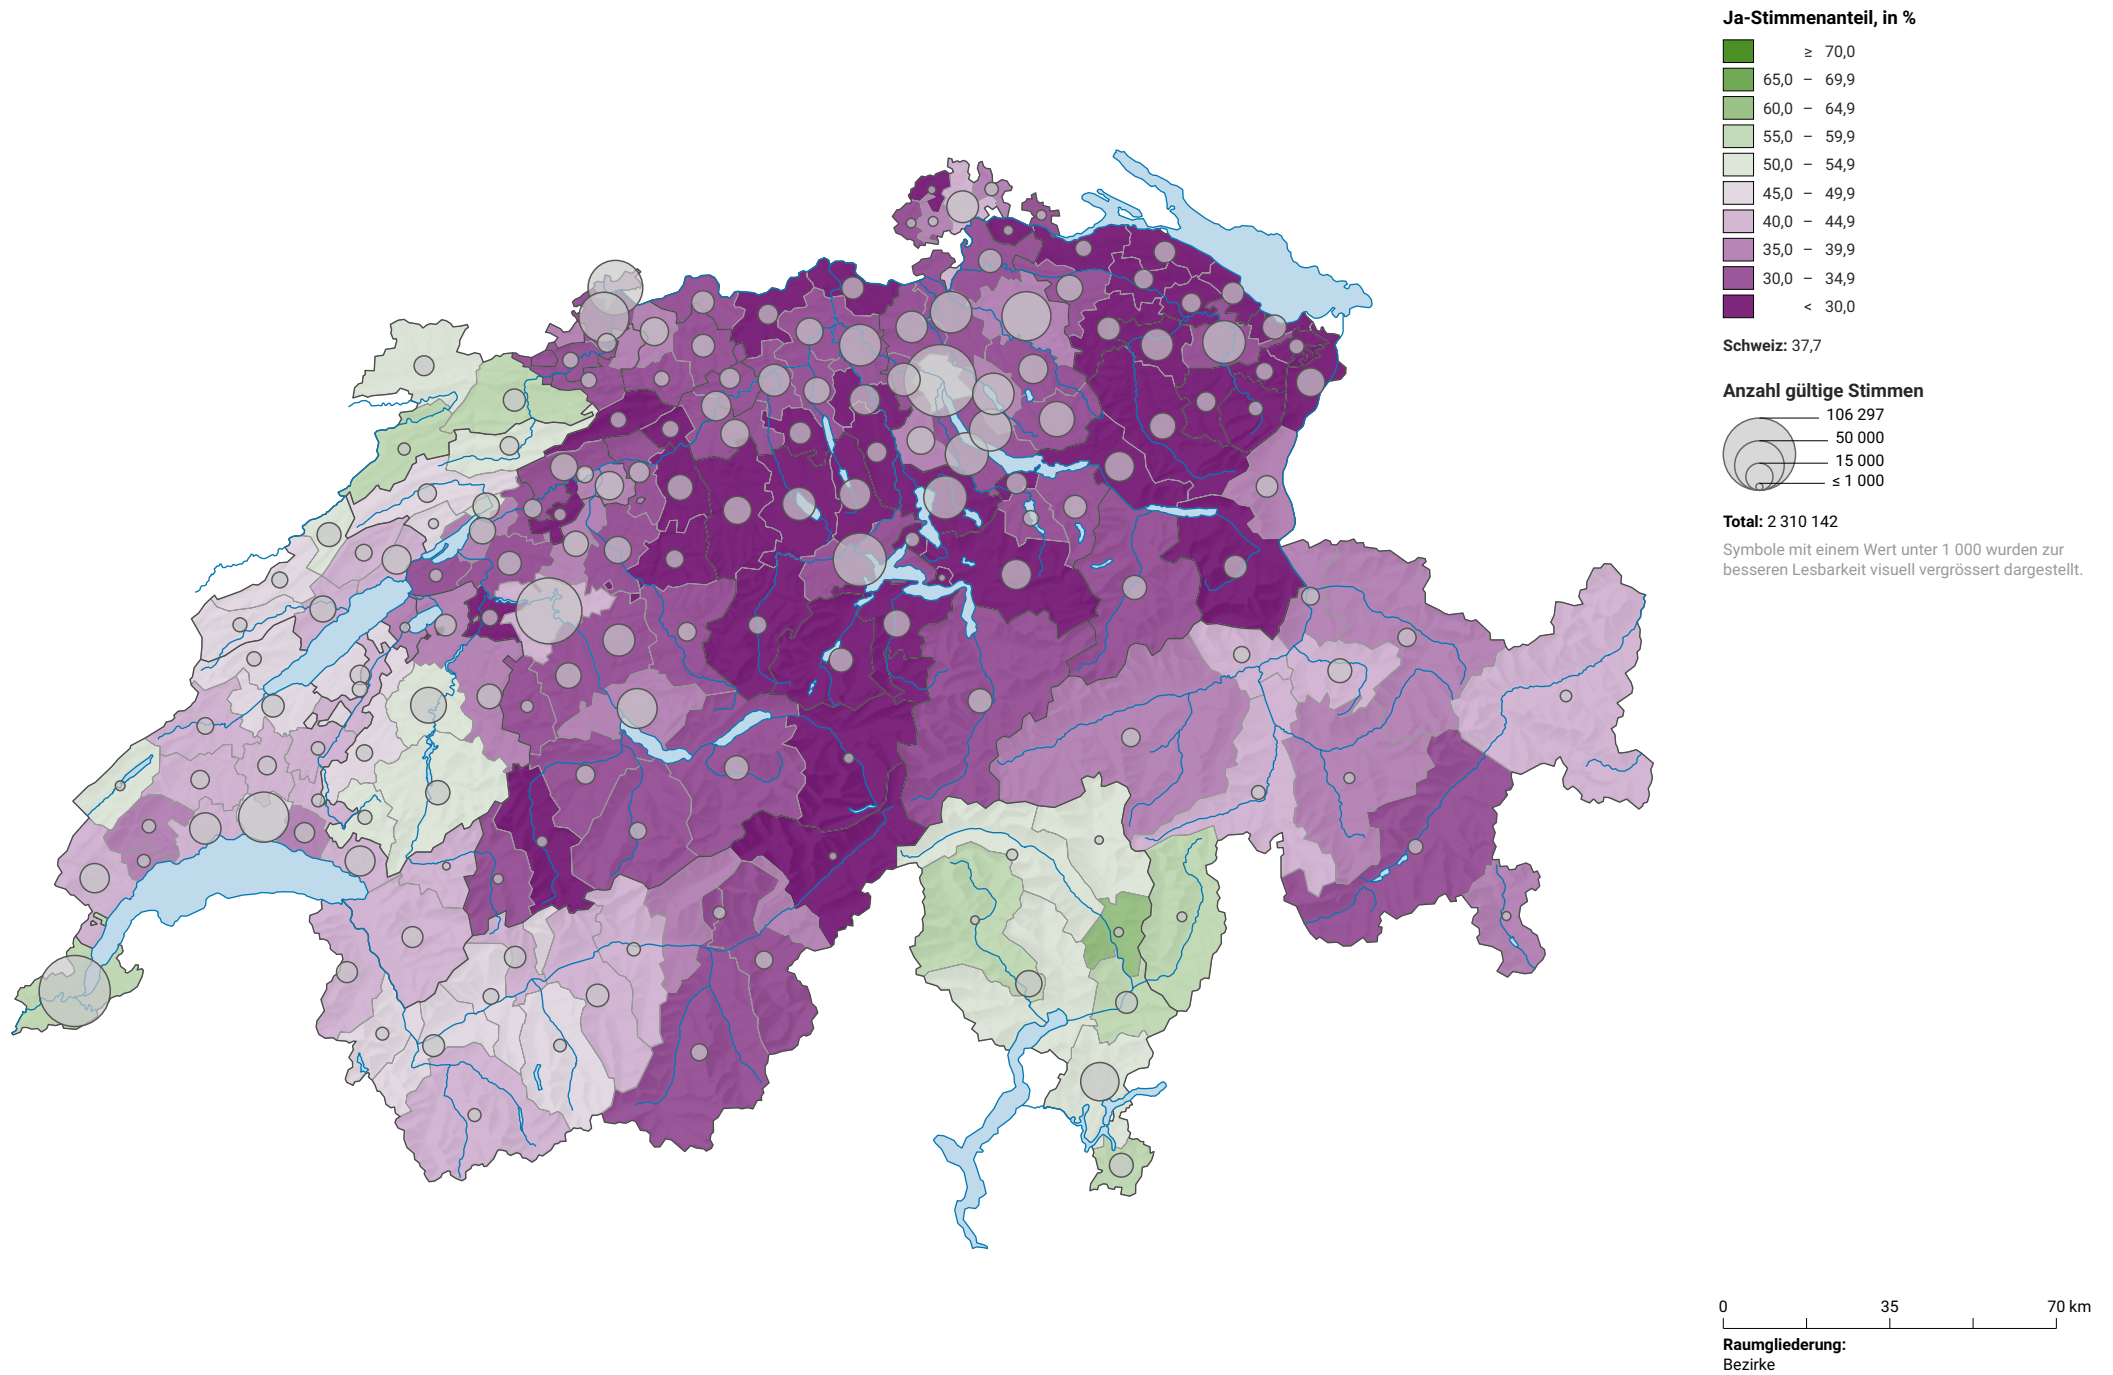 Ja-Stimmenanteil, in %
≥ 70,0
65,0 – 69,9
60,0 – 64,9
55,0 – 59,9
50,0 – 54,9
45,0 – 49,9
40,0 – 44,9
35,0 – 39,9
30,0 – 34,9
< 30,0
Schweiz: 37,7
Anzahl gültige Stimmen
106 297
50 000
15 000
≤ 1 000
Total: 2 310 142
Symbole mit einem Wert unter 1 000 wurden zur
besseren Lesbarkeit visuell vergrössert dargestellt.
0 35 70 km
Raumgliederung:
Bezirke